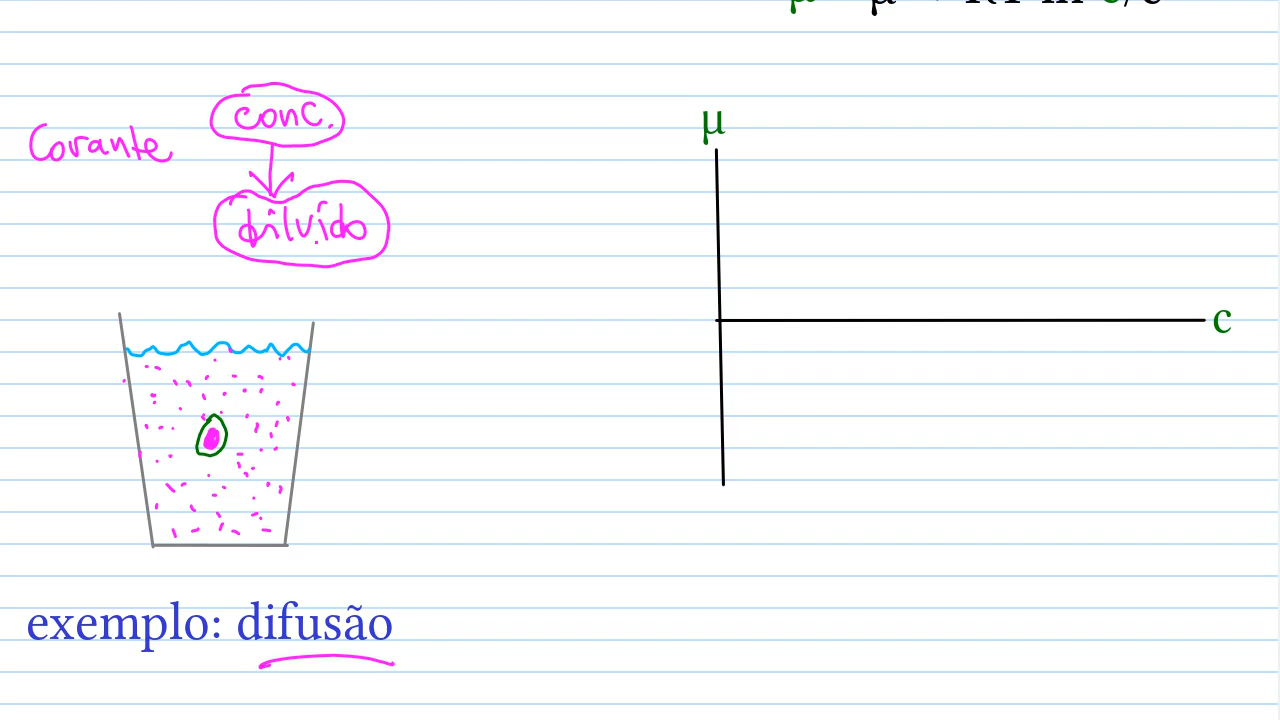 conc.
Corante
diluído
μ
c
exemplo: difusão